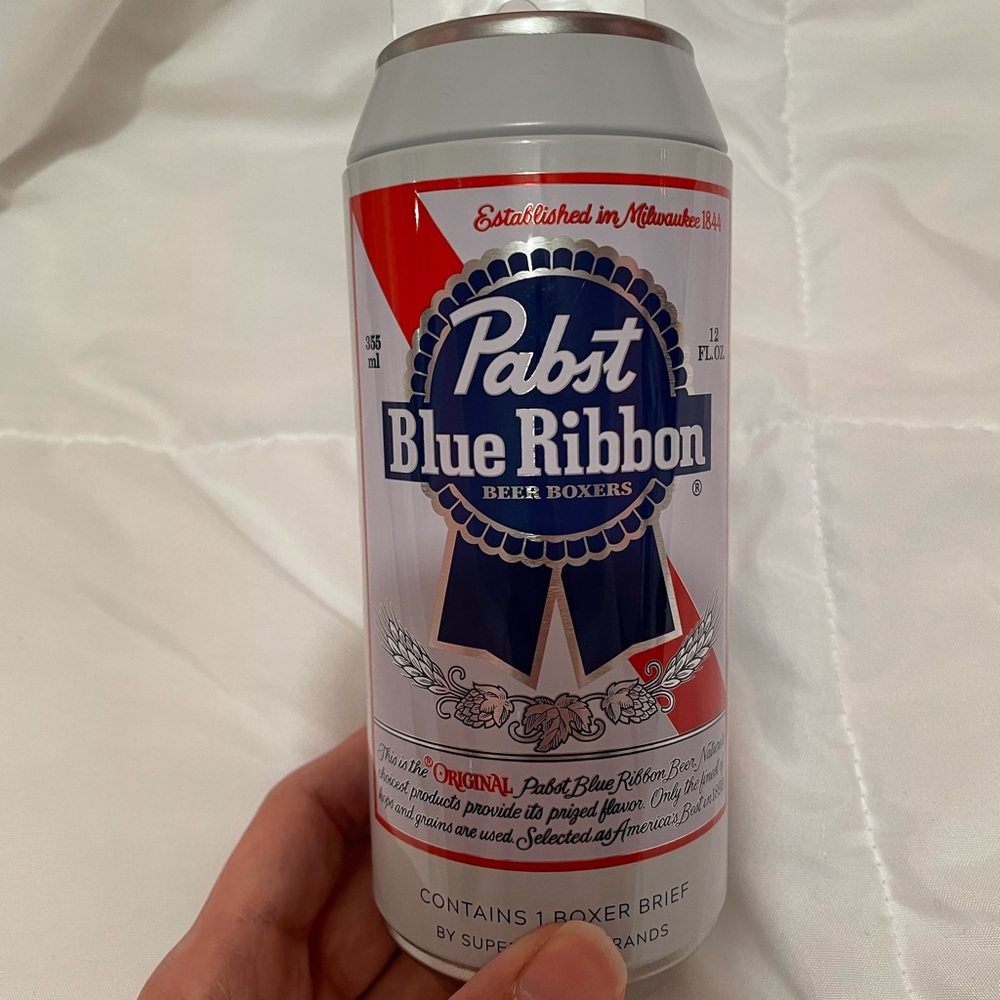 Established in Milwaukee 1844
355
ml
12
FL. OZ.
Pabst
Blue Ribbon
BEER BOXERS
®
This is the ORIGINAL® Pabst Blue Ribbon Beer. Nature's
choicest products provide its prized flavor. Only the finest
hops and grains are used. Selected as America's Best in
CONTAINS 1 BOXER BRIEF
BY